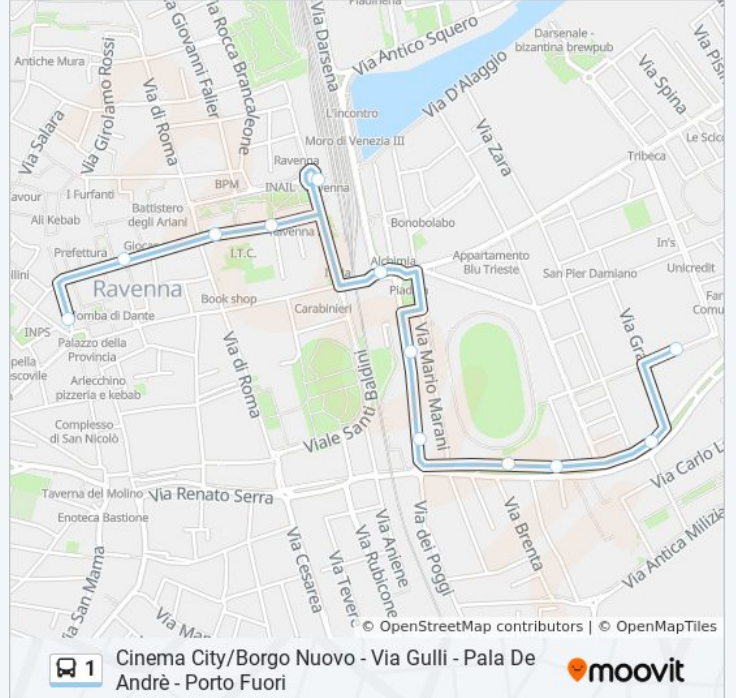 Piadineria
Via Darsena
Via Rocca Brancaleone
Via Giovanni Falier
Via Girolamo Rossi
Antiche Mura
Via Antico Squero
Darsenale -
bizantina brewpub
Via Spina
Via di Roma
Via D'Alaggio
Via Salara
L'incontro
Moro di Venezia III
Via Zara
Le Scic
Tribeca
Ravenna
BPM
INAIL
I Furfanti
Battistero
degli Ariani
Ali Kebab
Bonobolabo
Prefettura
Ravenna
I.T.C.
In's
Alchimia
Appartamento
Blu Trieste
San Pier Damiano
Unicredit
Ravenna
Book shop
Carabinieri
INPS
Tomba di Dante
Palazzo della
Provincia
Via di Roma
Via Mario Marani
Arlecchino
pizzeria e kebab
Viale Santi Baldini
Complesso
di San Nicolò
Taverna del Molino
Via Renato Serra
Enoteca Bastione
Via Carlo L
Via Brenta
Via dei Poggi
Via Aniene
Via Rubicone
Via Cesarea
Via Antica Milizia
Via San Mama
© OpenStreetMap contributors | © OpenMapTiles
1
Cinema City/Borgo Nuovo - Via Gulli - Pala De
Andrè - Porto Fuori
moovit